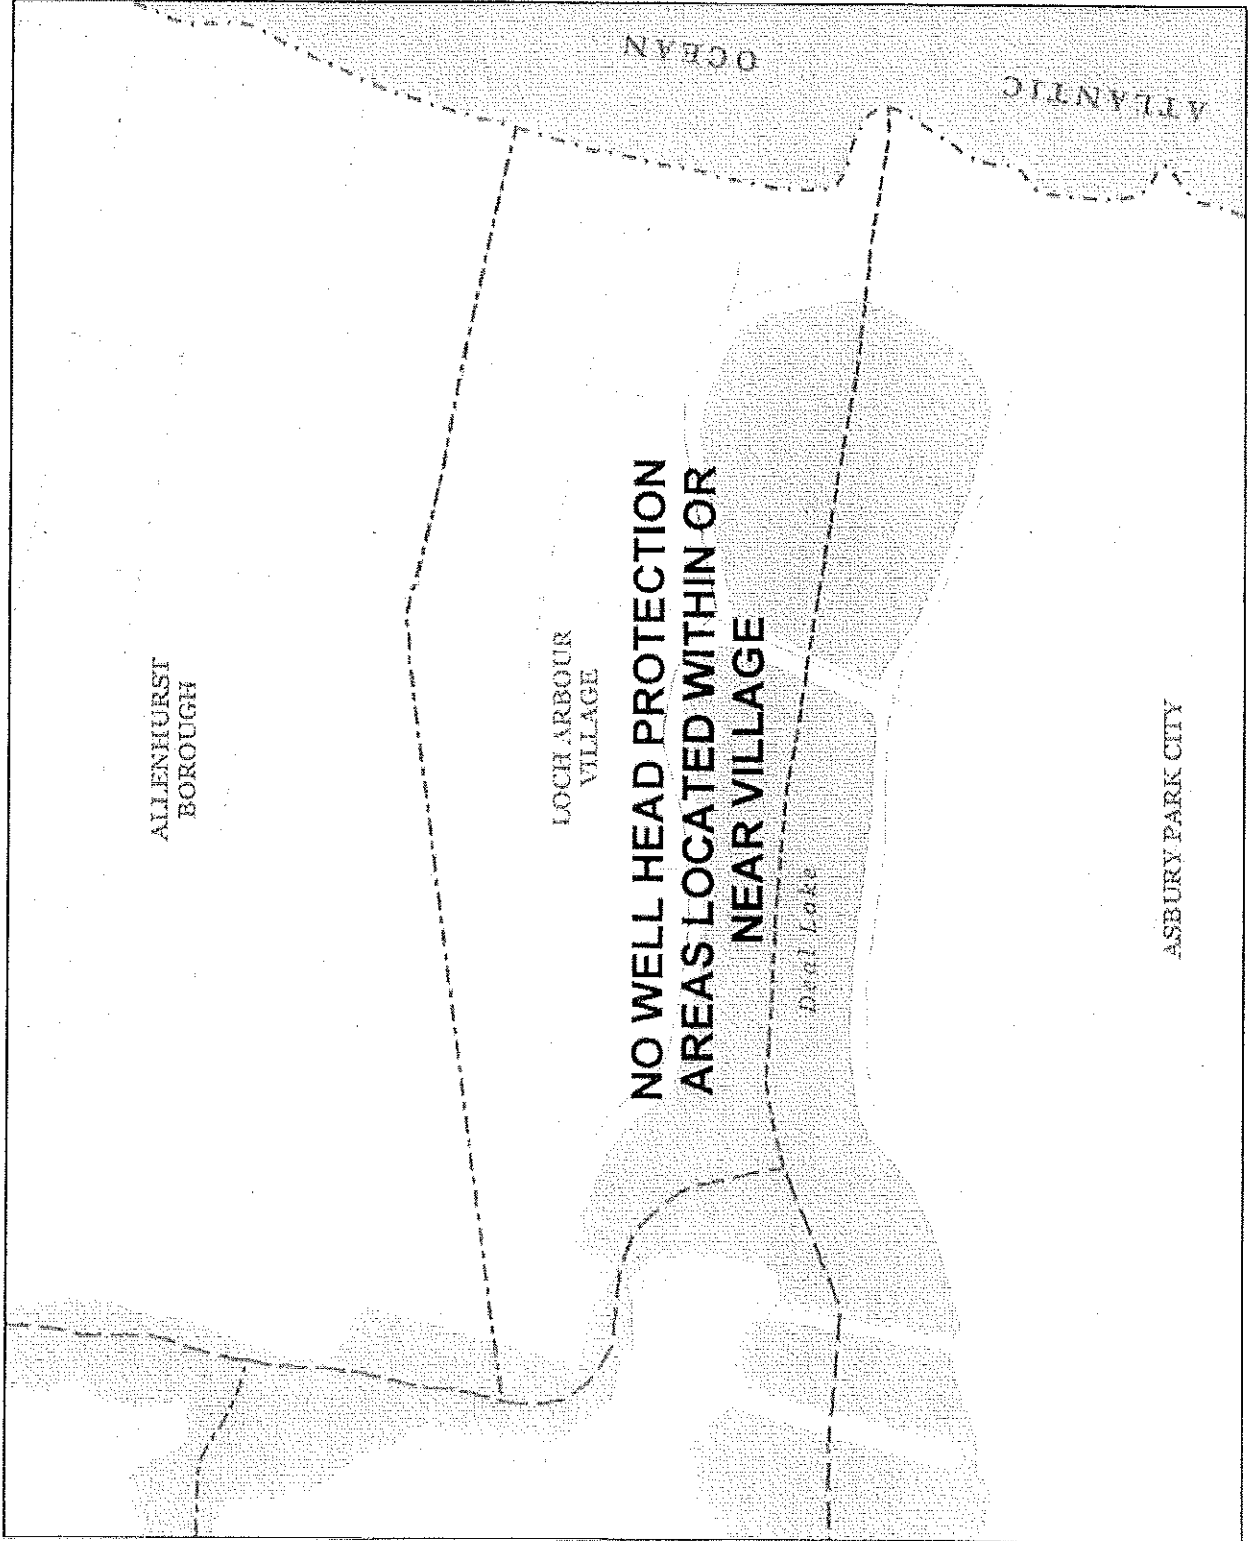 ALLENHURST
BOROUGH
LOCH ARBOUR
VILLAGE
NO WELL HEAD PROTECTION
AREAS LOCATED WITHIN OR
NEAR VILLAGE
Deal Lake
ASBURY PARK CITY
ATLANTIC
OCEAN